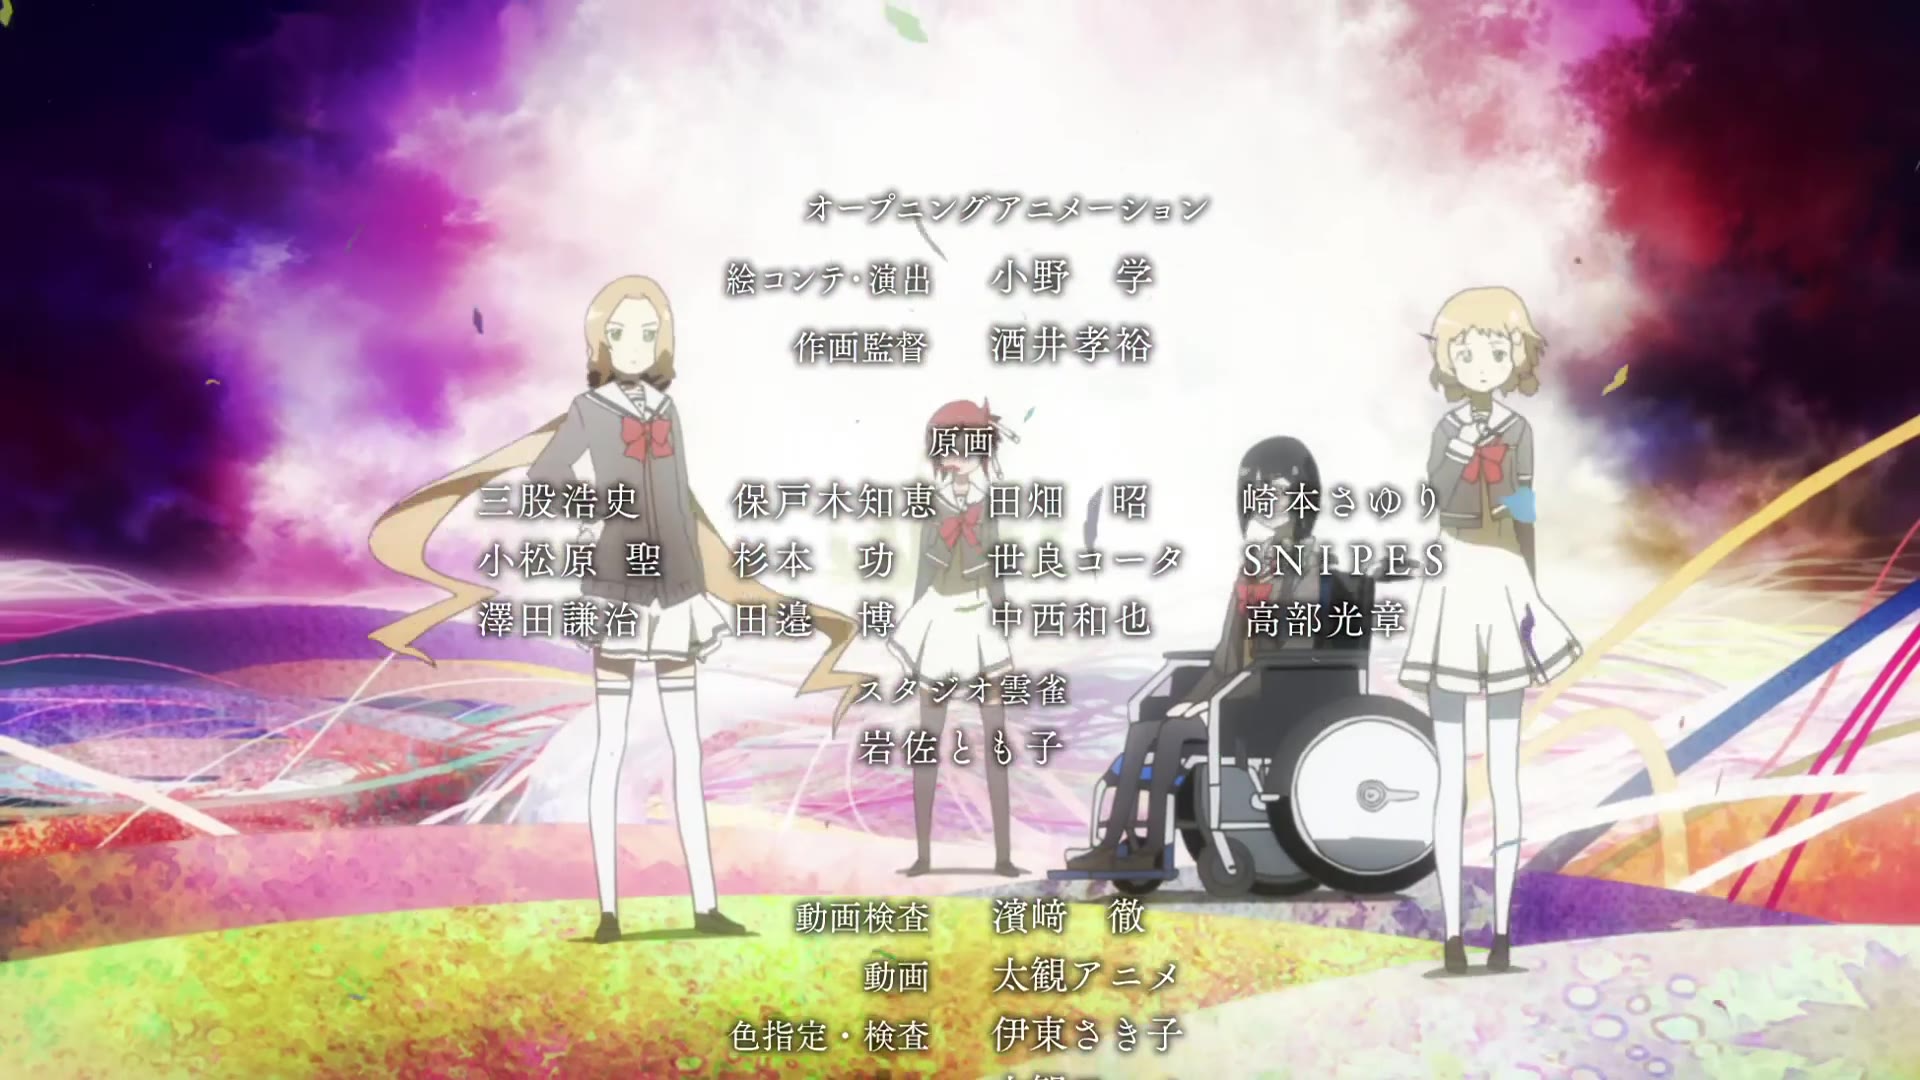 オープニングアニメーション
絵コンテ・演出 小野 学
作画監督 酒井孝裕
原画
三股浩史 保戸木知恵 田畑 昭 崎本さゆり
小松原 聖 杉本 功 世良コータ SNIPES
澤田謙治 田邉 博 中西和也 高部光章
スタジオ雲雀
岩佐とも子
動画検査 濱﨑 徹
動画 太観アニメ
色指定・検査 伊東さき子